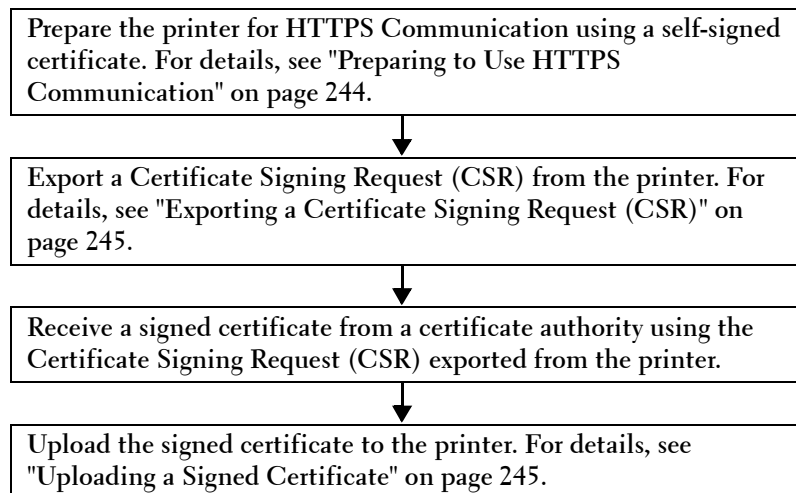 Prepare the printer for HTTPS Communication using a self-signed
certificate. For details, see "Preparing to Use HTTPS
Communication" on page 244.
Export a Certificate Signing Request (CSR) from the printer. For
details, see "Exporting a Certificate Signing Request (CSR)" on
page 245.
Receive a signed certificate from a certificate authority using the
Certificate Signing Request (CSR) exported from the printer.
Upload the signed certificate to the printer. For details, see
"Uploading a Signed Certificate" on page 245.